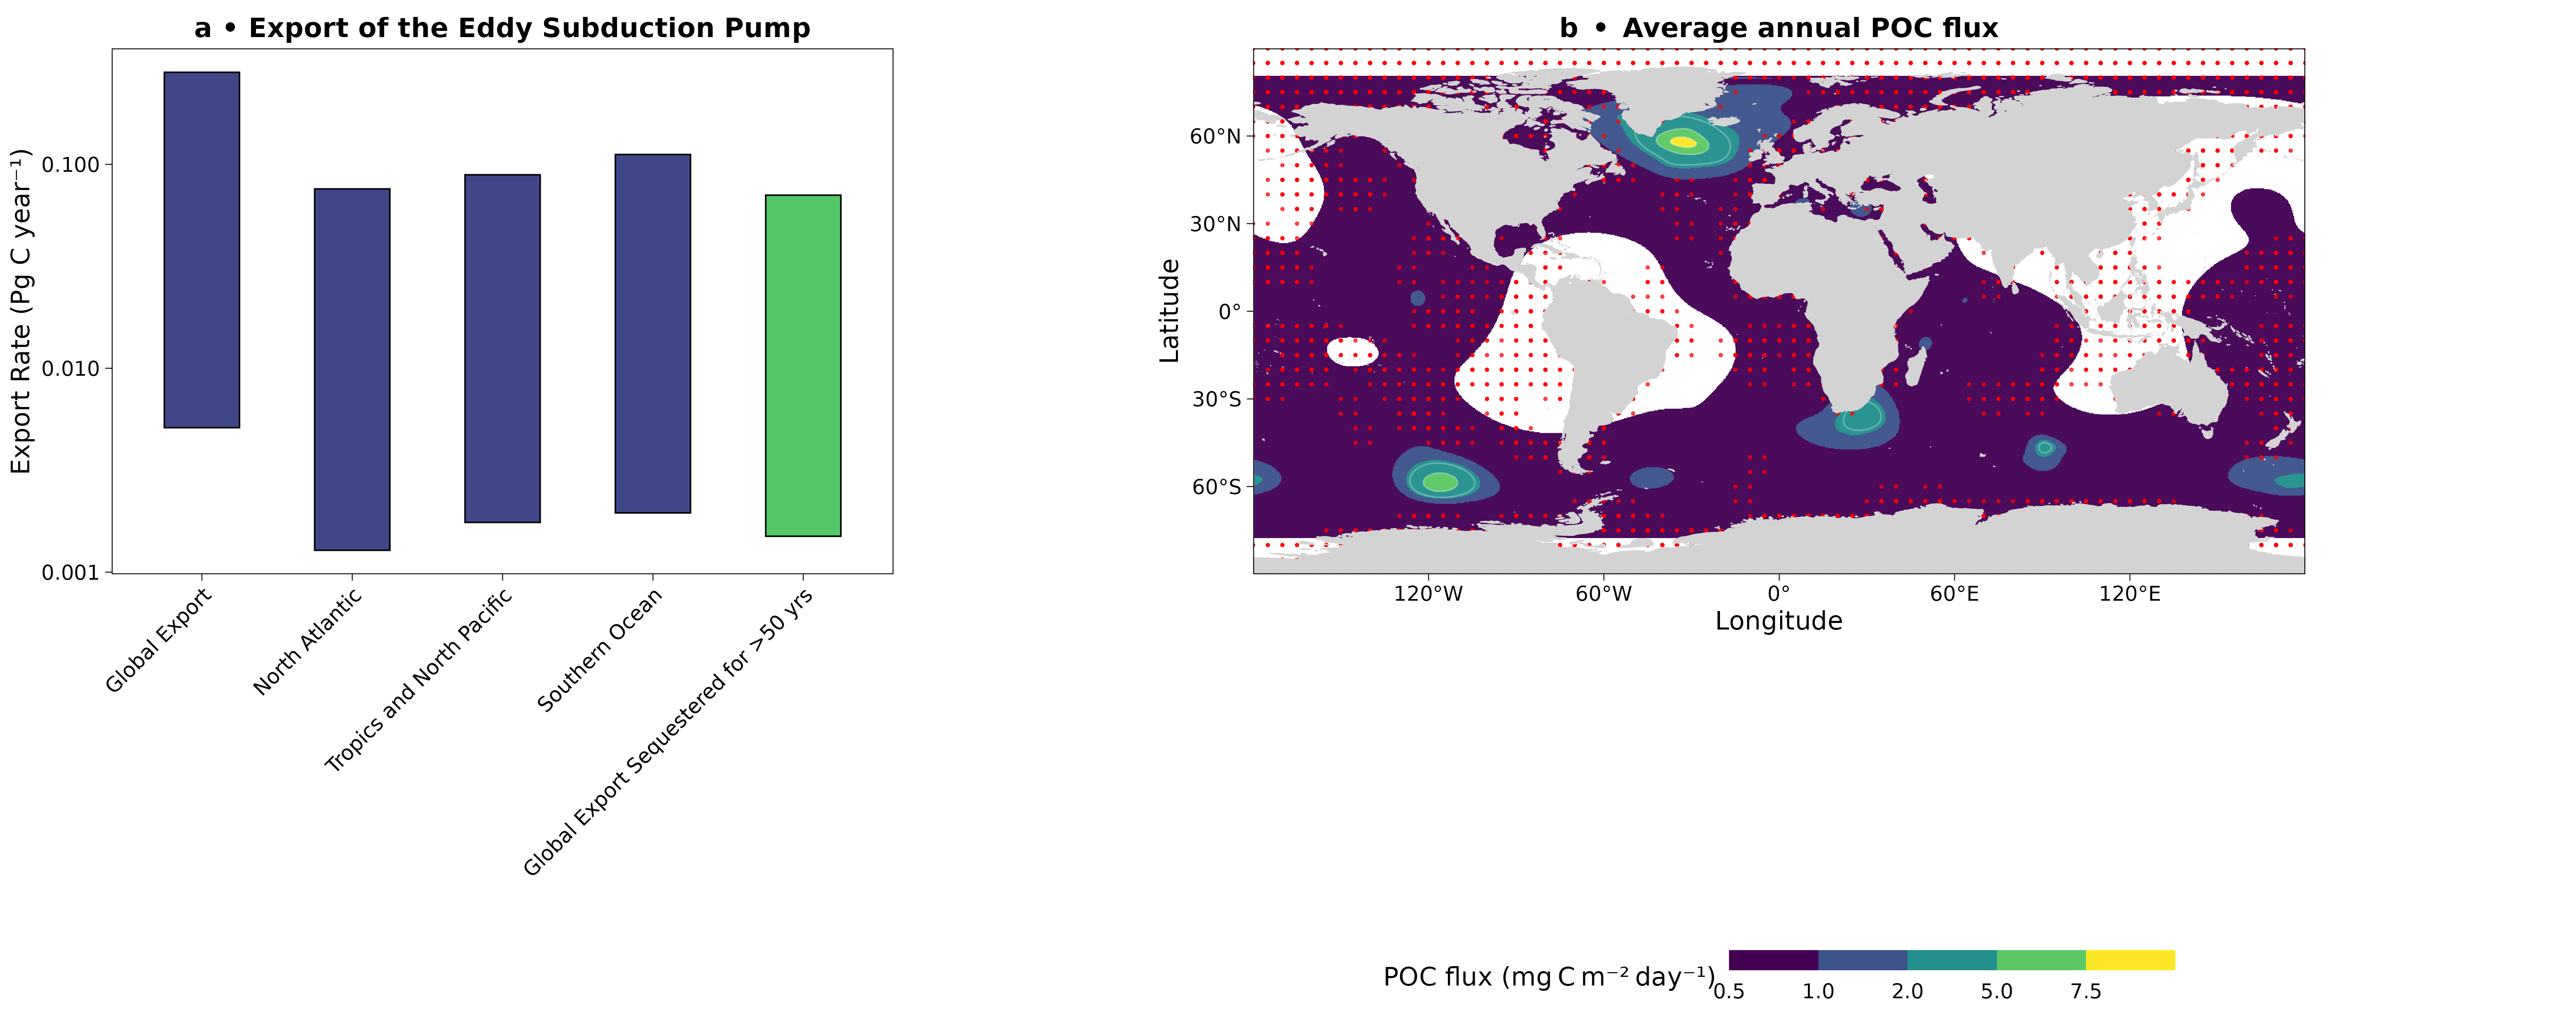 a • Export of the Eddy Subduction Pump
Export Rate (Pg C year⁻¹)
0.100
0.010
0.001
Global Export
North Atlantic
Tropics and North Pacific
Southern Ocean
Global Export Sequestered for >50 yrs
b • Average annual POC flux
Latitude
60°N
30°N
0°
30°S
60°S
120°W 60°W 0° 60°E 120°E
Longitude
POC flux (mg C m⁻² day⁻¹)
0.5 1.0 2.0 5.0 7.5